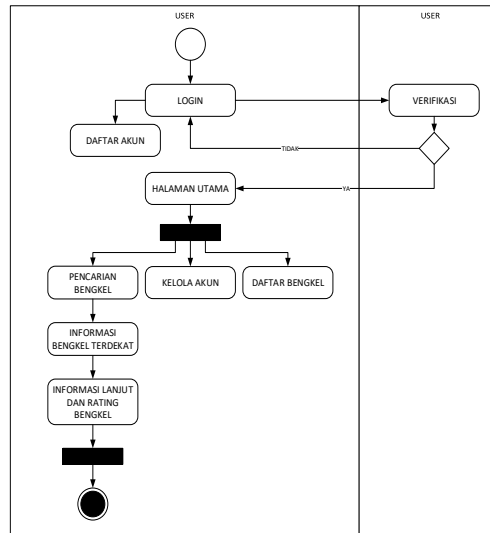 USER
USER
LOGIN
VERIFIKASI
DAFTAR AKUN
TIDAK
HALAMAN UTAMA
YA
PENCARIAN
BENGKEL
KELOLA AKUN
DAFTAR BENGKEL
INFORMASI
BENGKEL TERDEKAT
INFORMASI LANJUT
DAN RATING
BENGKEL